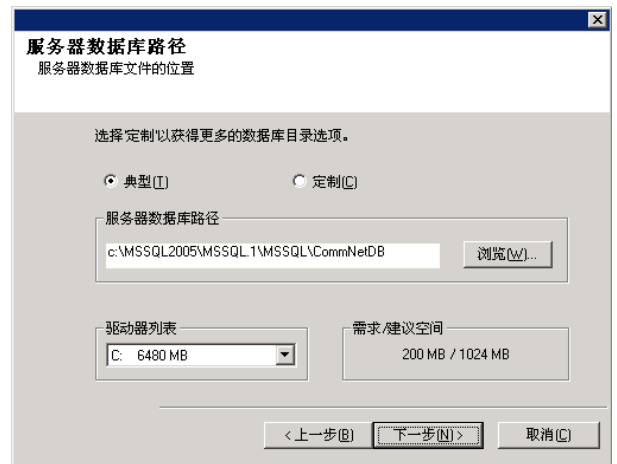 服务器数据库路径
服务器数据库文件的位置
选择'定制'以获得更多的数据库目录选项。
典型(T)
定制(C)
服务器数据库路径
c:\MSSQL2005\MSSQL.1\MSSQL\CommNetDB
浏览(W)...
驱动器列表
C: 6480 MB
需求/建议空间
200 MB / 1024 MB
<上一步(B)
下一步(N)>
取消(C)